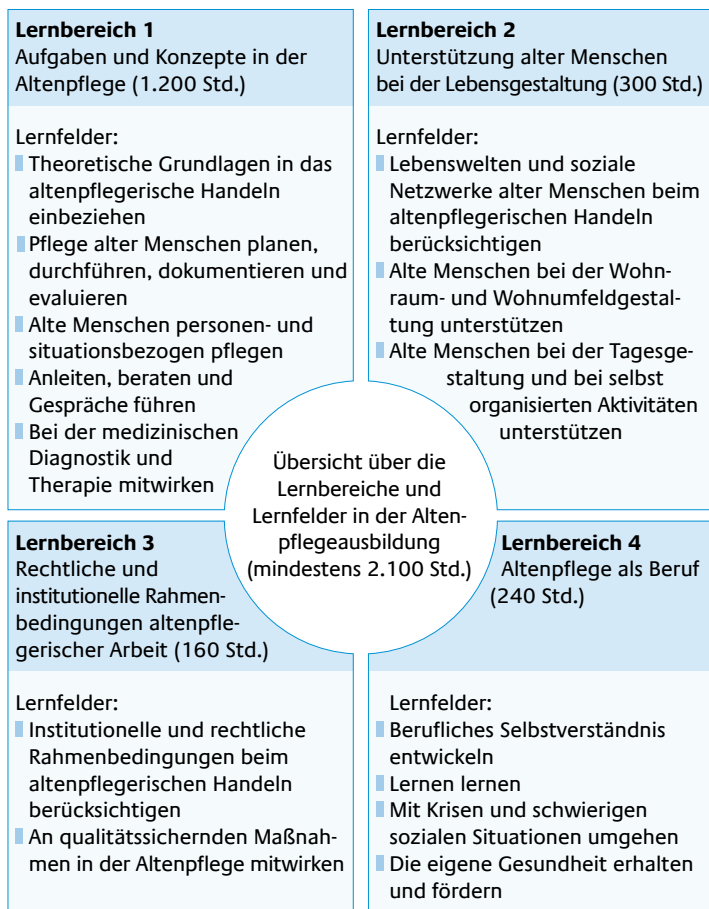 Lernbereich 1
Aufgaben und Konzepte in der
Altenpflege (1.200 Std.)
Lernfelder:
Theoretische Grundlagen in das
altenpflegerische Handeln
einbeziehen
Pflege alter Menschen planen,
durchführen, dokumentieren und
evaluieren
Alte Menschen personen- und
situationsbezogen pflegen
Anleiten, beraten und
Gespräche führen
Bei der medizinischen
Diagnostik und
Therapie mitwirken
Lernbereich 2
Unterstützung alter Menschen
bei der Lebensgestaltung (300 Std.)
Lernfelder:
Lebenswelten und soziale
Netzwerke alter Menschen beim
altenpflegerischen Handeln
berücksichtigen
Alte Menschen bei der Wohn-
raum- und Wohnumfeldgestal-
tung unterstützen
Alte Menschen bei der Tagesge-
staltung und bei selbst
organisierten Aktivitäten
unterstützen
Übersicht über die
Lernbereiche und
Lernfelder in der Alten-
pflegeausbildung
(mindestens 2.100 Std.)
Lernbereich 3
Rechtliche und
institutionelle Rahmen-
bedingungen altenpfle-
gerischer Arbeit (160 Std.)
Lernfelder:
Institutionelle und rechtliche
Rahmenbedingungen beim
altenpflegerischen Handeln
berücksichtigen
An qualitätssichernden Maßnah-
men in der Altenpflege mitwirken
Lernbereich 4
Altenpflege als Beruf
(240 Std.)
Lernfelder:
Berufliches Selbstverständnis
entwickeln
Lernen lernen
Mit Krisen und schwierigen
sozialen Situationen umgehen
Die eigene Gesundheit erhalten
und fördern